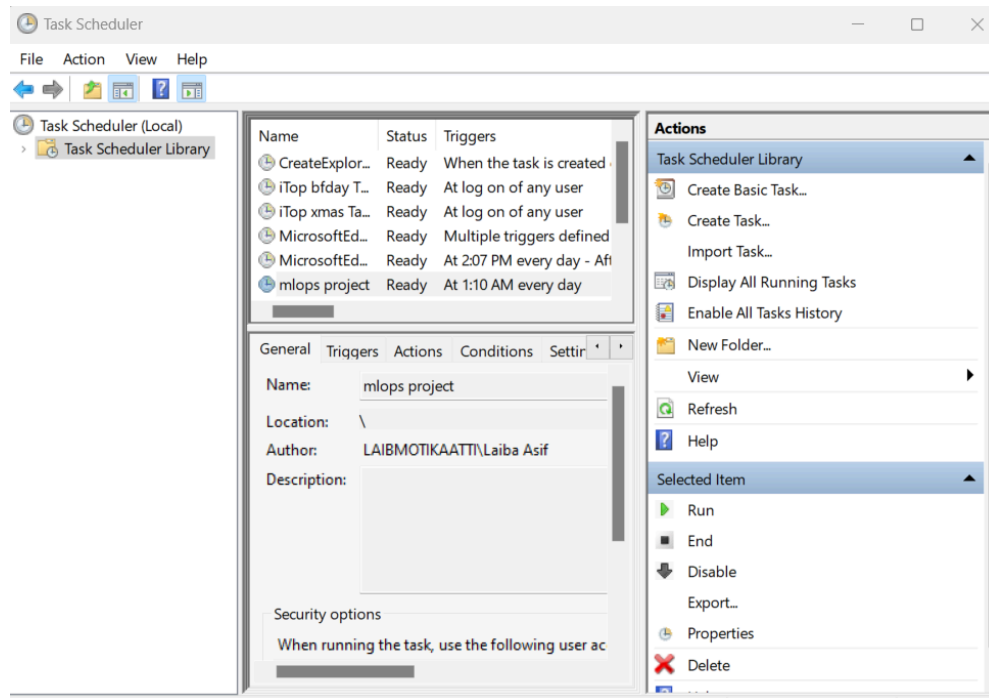 Task Scheduler
File Action View Help
Task Scheduler (Local)
Task Scheduler Library
Name Status Triggers
CreateExplor... Ready When the task is created
iTop bfday T... Ready At log on of any user
iTop xmas Ta... Ready At log on of any user
MicrosoftEd... Ready Multiple triggers defined
MicrosoftEd... Ready At 2:07 PM every day - Aft
mlops project Ready At 1:10 AM every day
General Triggers Actions Conditions Settin
Name: mlops project
Location: \
Author: LAIBMOTIKAATTI\Laiba Asif
Description:
Security options
When running the task, use the following user ac
Actions
Task Scheduler Library
Create Basic Task...
Create Task...
Import Task...
Display All Running Tasks
Enable All Tasks History
New Folder...
View
Refresh
Help
Selected Item
Run
End
Disable
Export...
Properties
Delete